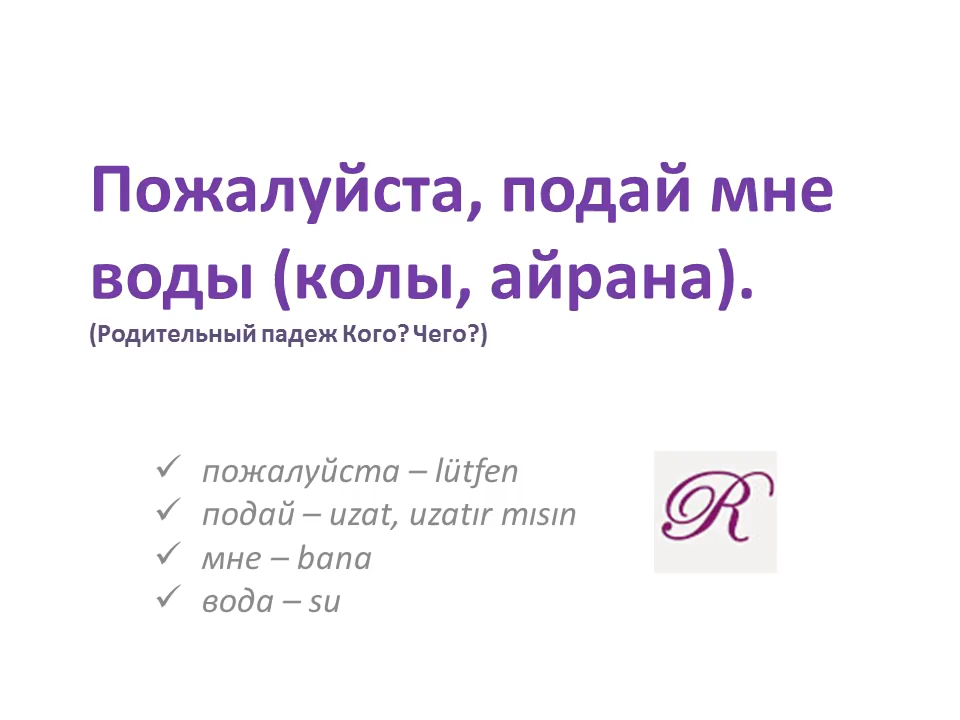 Пожалуйста, подай мне
воды (колы, айрана).
(Родительный падеж Кого? Чего?)
✓ пожалуйста – lütfen
✓ подай – uzat, uzatır mısın
✓ мне – bana
✓ вода – su
R